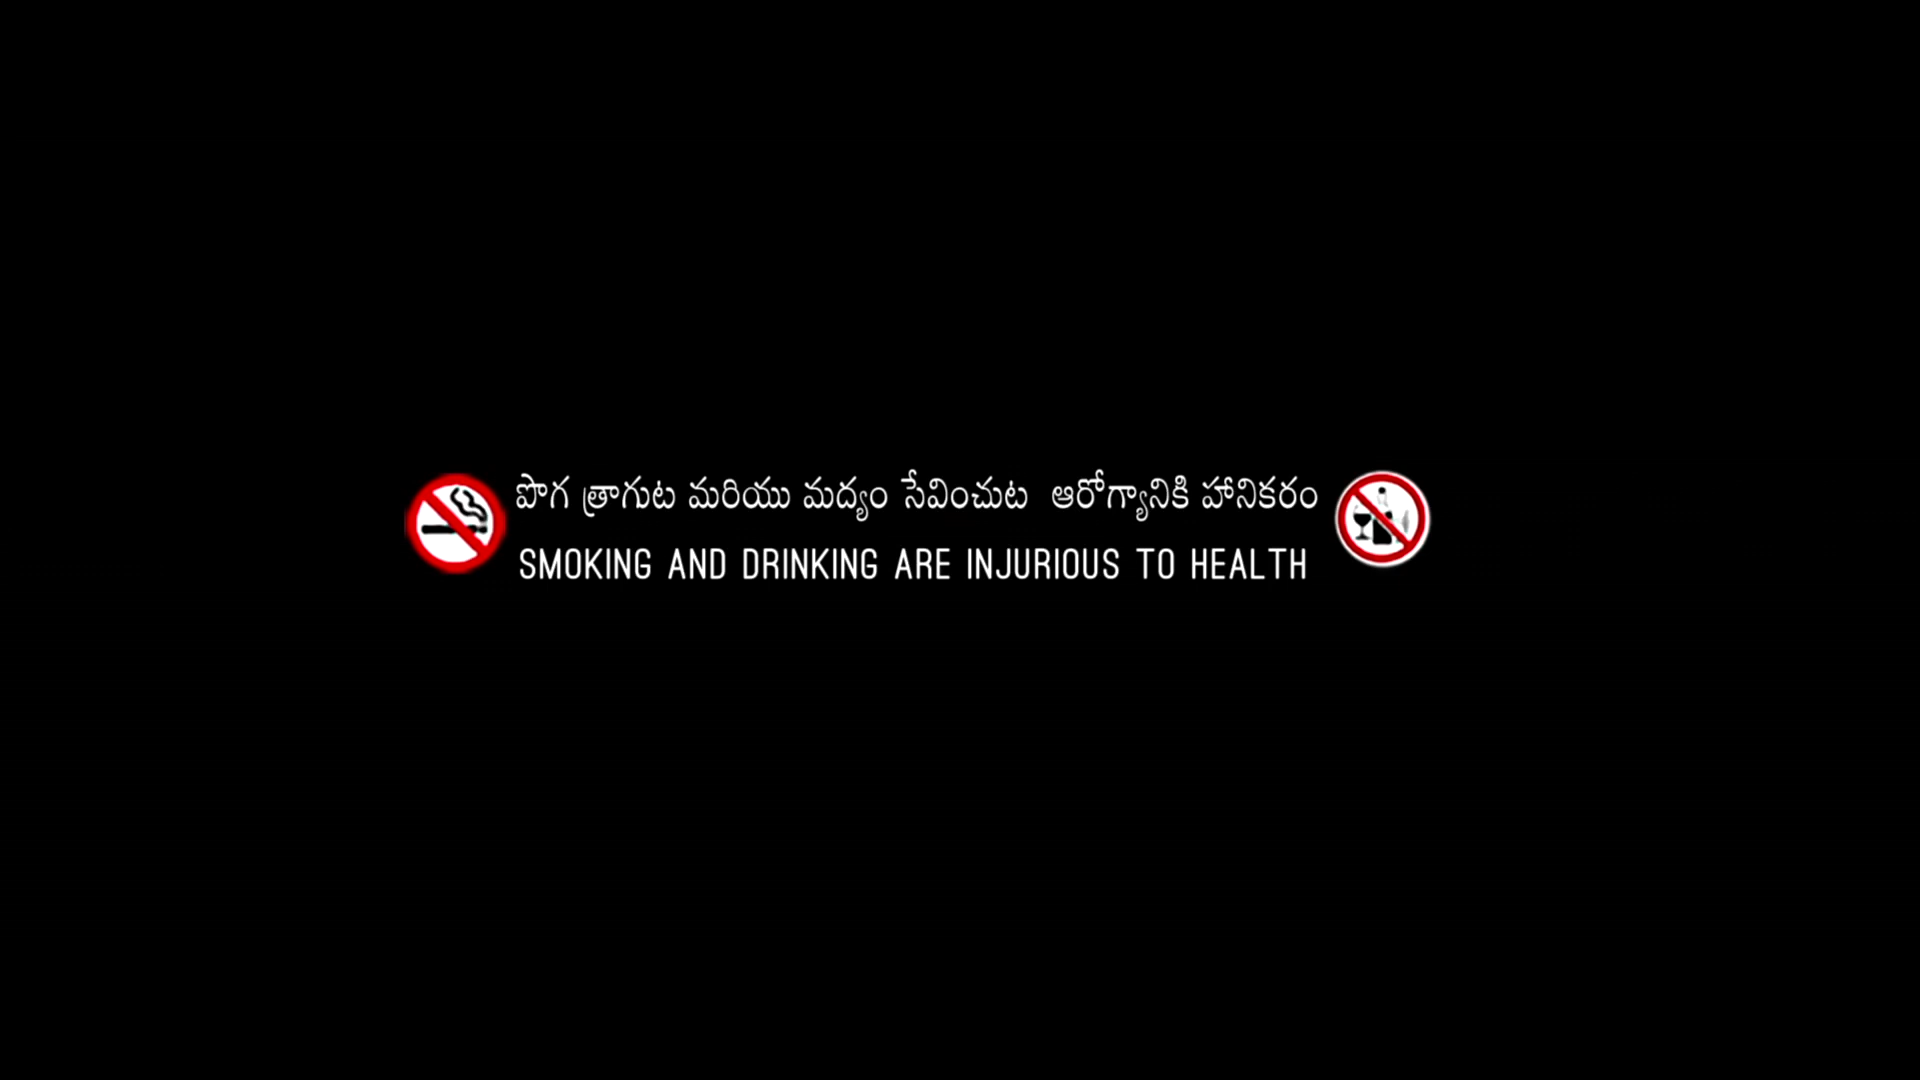 పొగ త్రాగుట మరియు మద్యం సేవించుట ఆరోగ్యానికి హానికరం
SMOKING AND DRINKING ARE INJURIOUS TO HEALTH